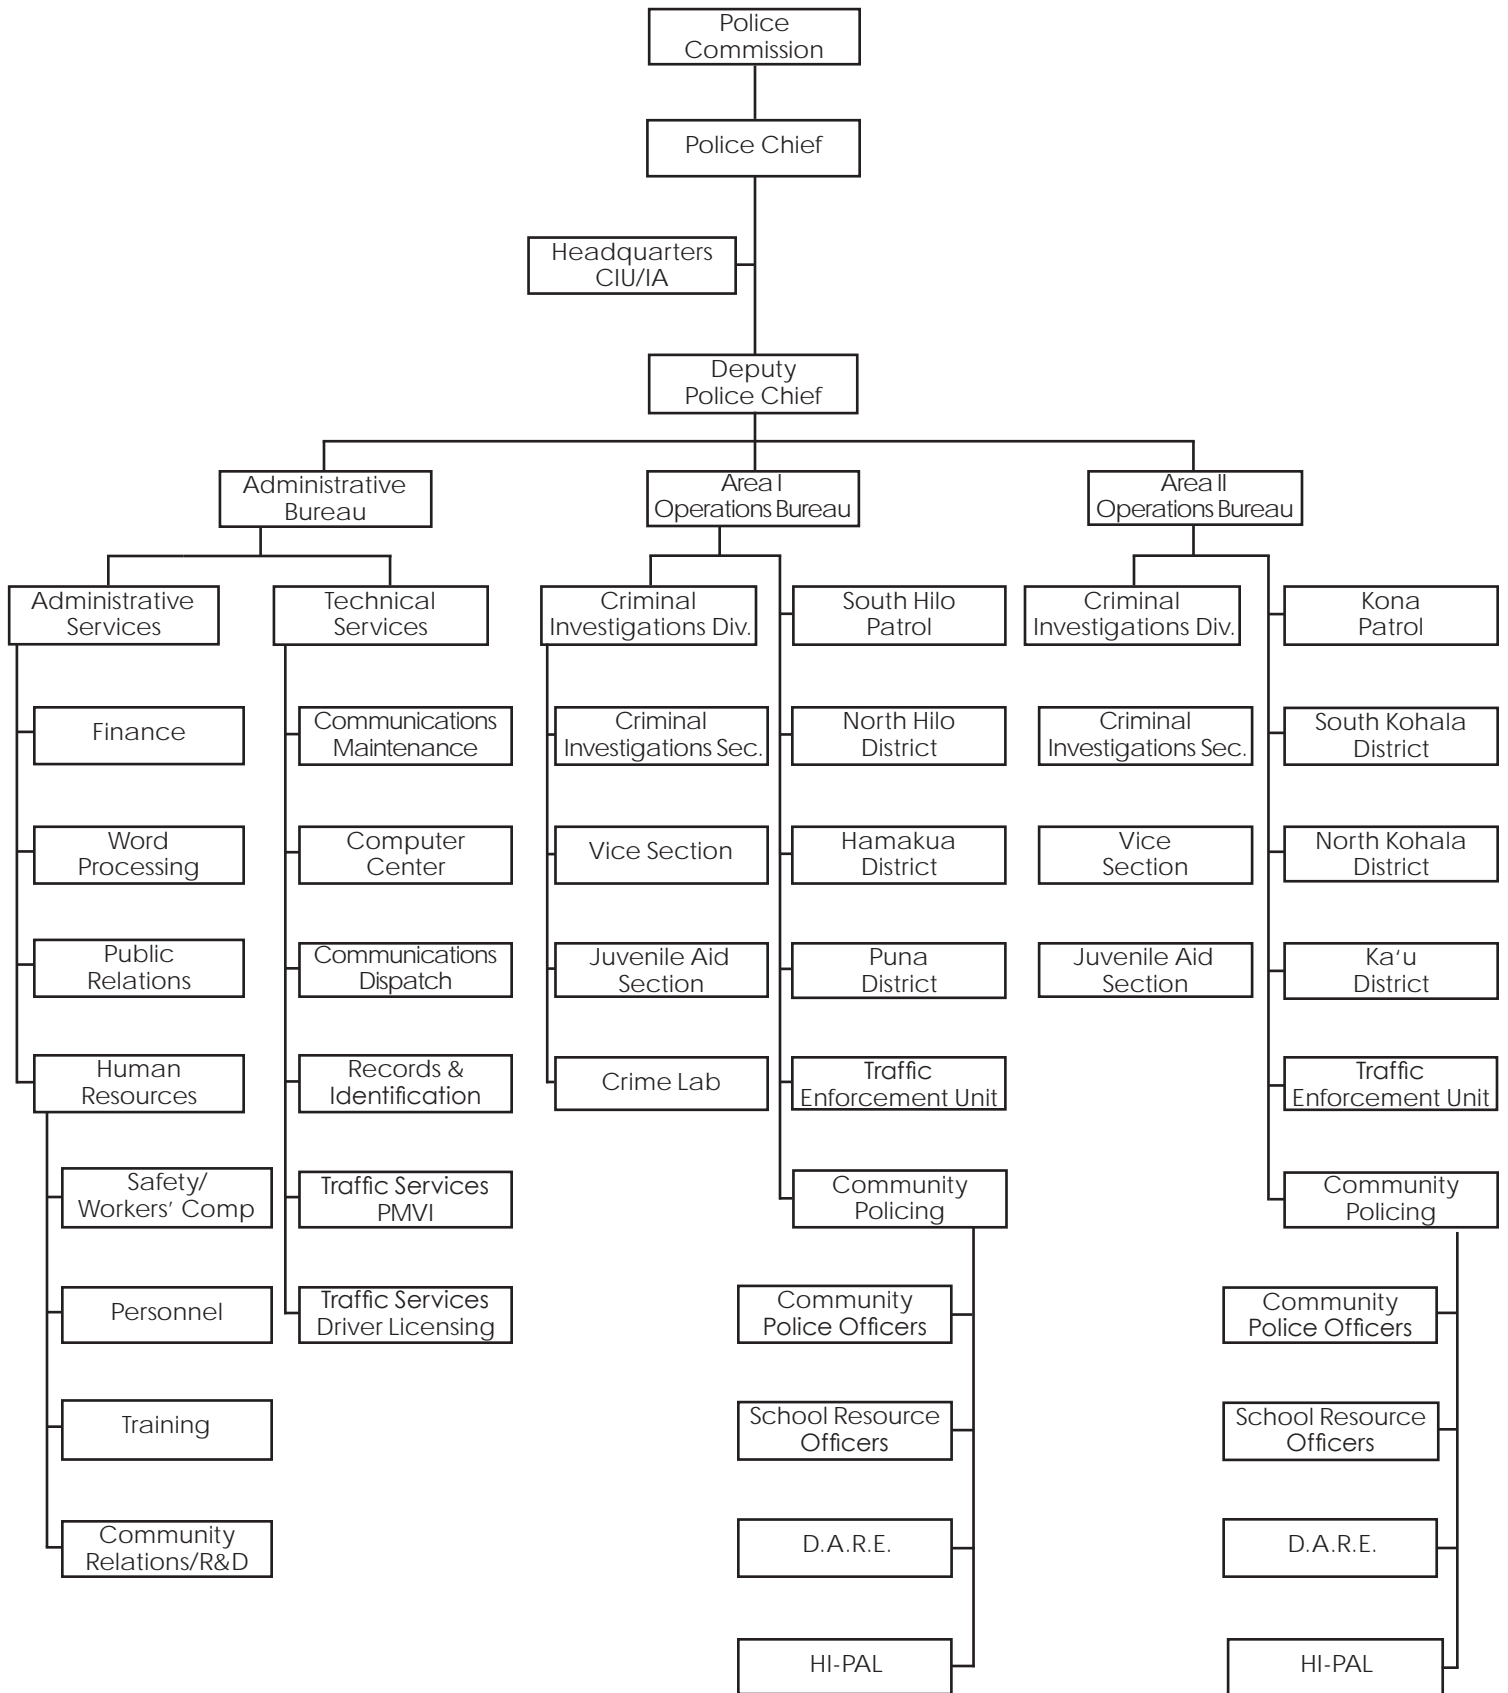 Police
Commission
Police Chief
Headquarters
CIU/IA
Deputy
Police Chief
Administrative
Bureau
Area I
Operations Bureau
Area II
Operations Bureau
Administrative
Services
Technical
Services
Criminal
Investigations Div.
South Hilo
Patrol
Criminal
Investigations Div.
Kona
Patrol
Finance
Communications
Maintenance
Criminal
Investigations Sec.
North Hilo
District
Criminal
Investigations Sec.
South Kohala
District
Word
Processing
Computer
Center
Vice Section
Hamakua
District
Vice
Section
North Kohala
District
Public
Relations
Communications
Dispatch
Juvenile Aid
Section
Puna
District
Juvenile Aid
Section
Ka‘u
District
Human
Resources
Records &
Identification
Crime Lab
Traffic
Enforcement Unit
Traffic
Enforcement Unit
Safety/
Workers’ Comp
Traffic Services
PMVI
Community
Policing
Community
Policing
Personnel
Traffic Services
Driver Licensing
Community
Police Officers
Community
Police Officers
Training
School Resource
Officers
School Resource
Officers
Community
Relations/R&D
D.A.R.E.
D.A.R.E.
HI-PAL
HI-PAL